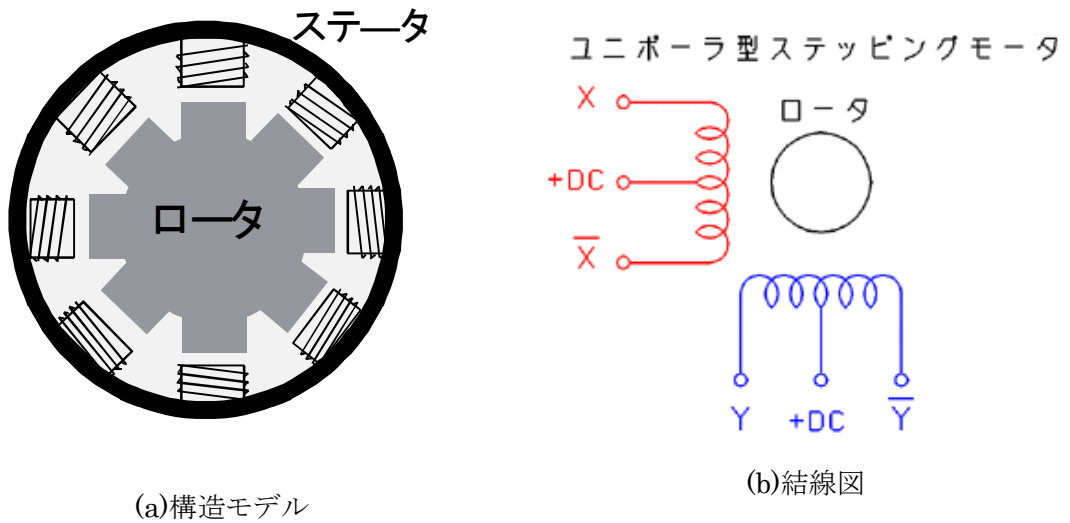 ステータ
ロータ
(a)構造モデル
ユニポーラ型ステッピングモータ
ロータ
X
+DC
X̅
Y
+DC
Y̅
(b)結線図